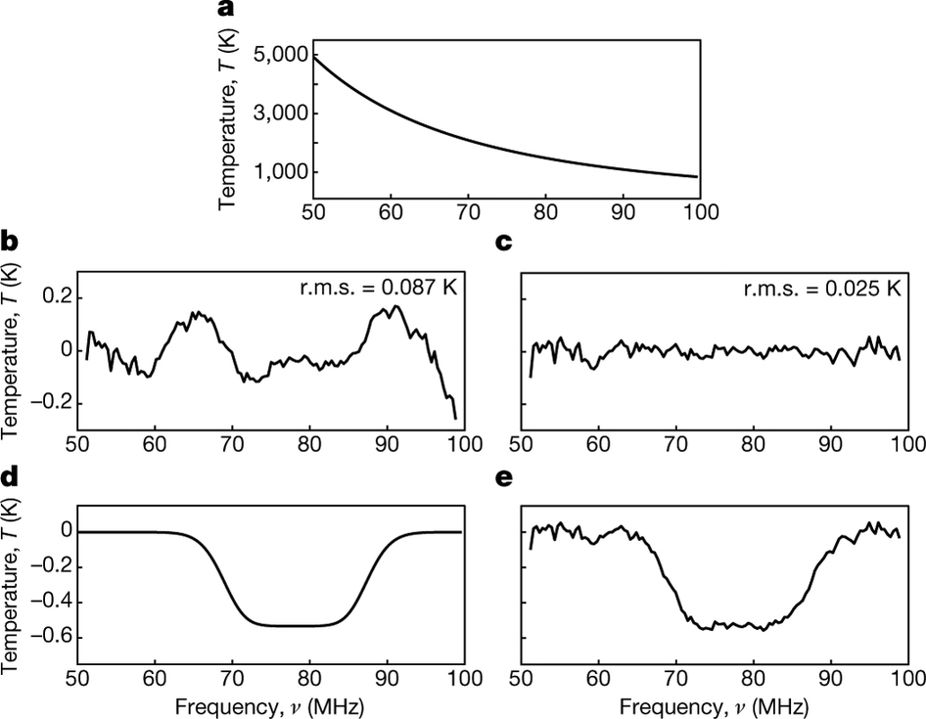 a
Temperature, T (K)
5,000
3,000
1,000
50 60 70 80 90 100
b
Temperature, T (K)
r.m.s. = 0.087 K
0.2
0
−0.2
50 60 70 80 90 100
c
r.m.s. = 0.025 K
50 60 70 80 90 100
d
Temperature, T (K)
0
−0.2
−0.4
−0.6
50 60 70 80 90 100
Frequency, ν (MHz)
e
50 60 70 80 90 100
Frequency, ν (MHz)